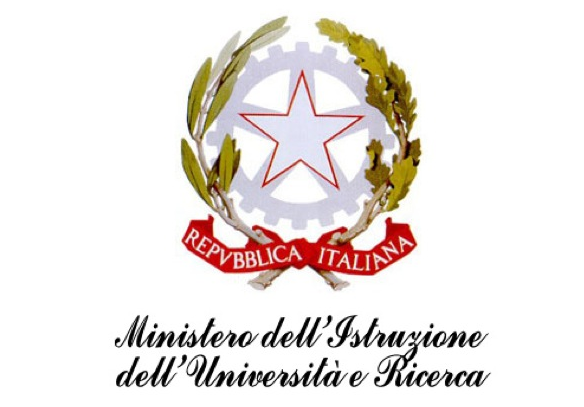 REPVBBLICA ITALIANA
Ministero dell'Istruzione
dell'Università e Ricerca